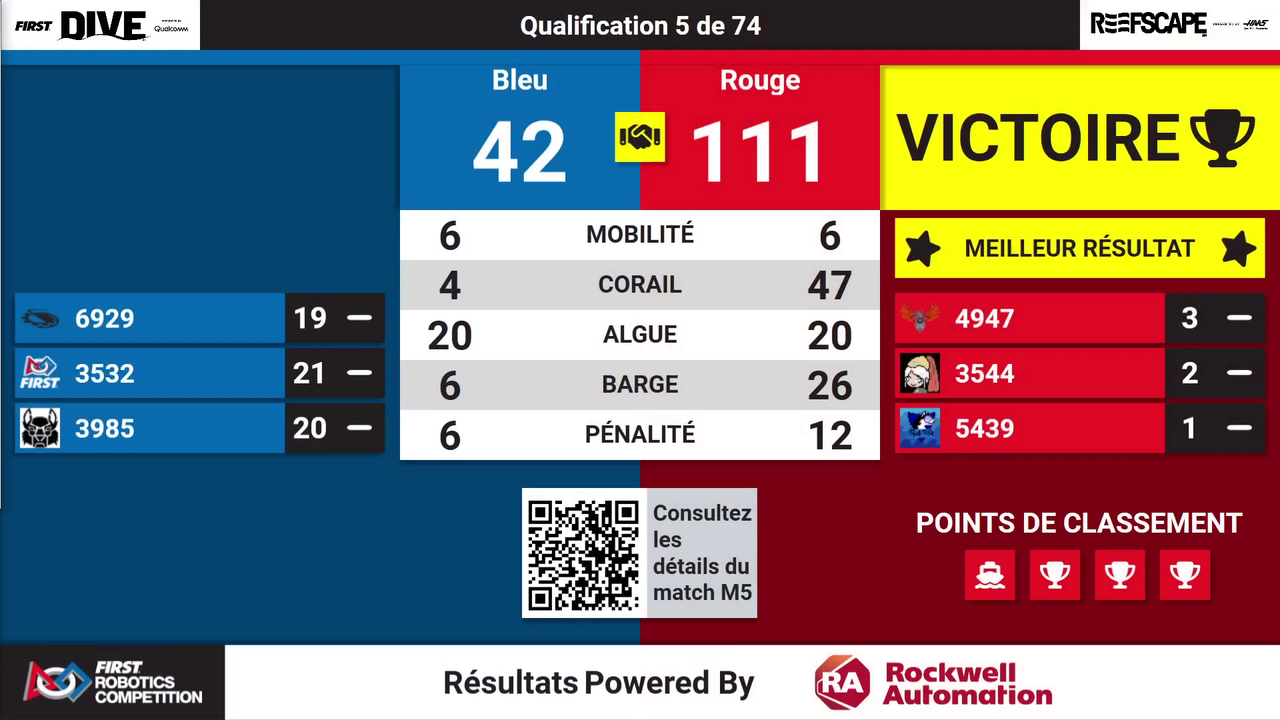 FIRST DIVE Qualcomm
Qualification 5 de 74
REEFSCAPE HAAS
Bleu
Rouge
42
111
VICTOIRE
6 MOBILITÉ 6
4 CORAIL 47
20 ALGUE 20
6 BARGE 26
6 PÉNALITÉ 12
MEILLEUR RÉSULTAT
6929 19 –
3532 21 –
3985 20 –
FIRST
4947 3 –
3544 2 –
5439 1 –
Consultez
les
détails du
match M5
POINTS DE CLASSEMENT
FIRST
ROBOTICS
COMPETITION
Résultats Powered By
RA
Rockwell
Automation